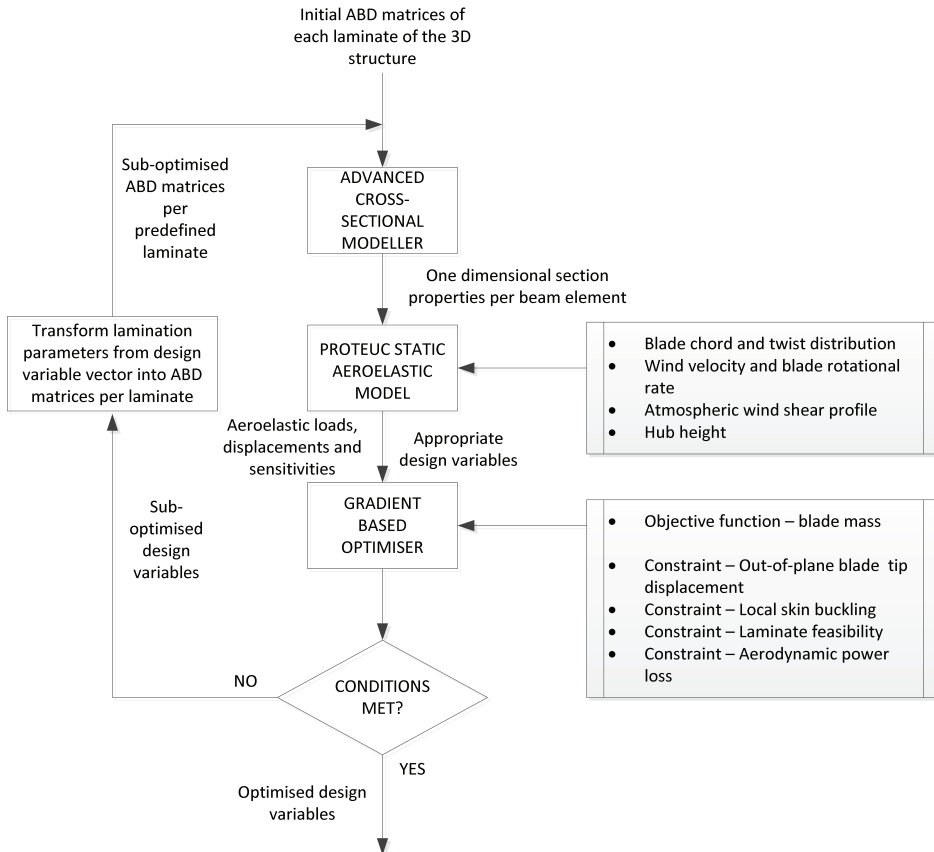 Initial ABD matrices of
each laminate of the 3D
structure
Sub-optimised
ABD matrices
per
predefined
laminate
ADVANCED
CROSS-
SECTIONAL
MODELLER
One dimensional section
properties per beam element
Transform lamination
parameters from design
variable vector into ABD
matrices per laminate
PROTEUC STATIC
AEROELASTIC
MODEL
• Blade chord and twist distribution
• Wind velocity and blade rotational
rate
• Atmospheric wind shear profile
• Hub height
Aeroelastic loads,
displacements and
sensitivities
Appropriate
design variables
Sub-
optimised
design
variables
GRADIENT
BASED
OPTIMISER
• Objective function – blade mass
• Constraint – Out-of-plane blade tip
displacement
• Constraint – Local skin buckling
• Constraint – Laminate feasibility
• Constraint – Aerodynamic power
loss
NO
CONDITIONS
MET?
YES
Optimised design
variables